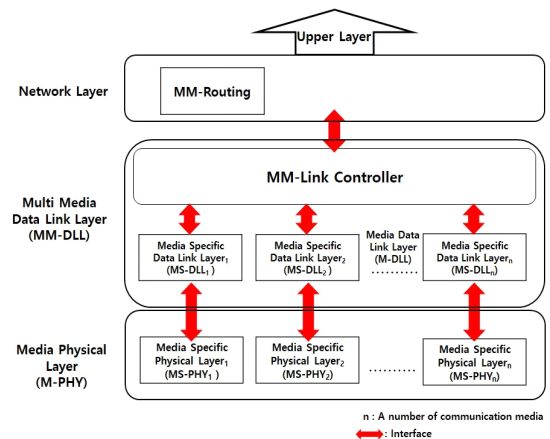 Upper Layer
Network Layer
MM-Routing
Multi Media
Data Link Layer
(MM-DLL)
MM-Link Controller
Media Specific
Data Link Layer1
(MS-DLL1 )
Media Specific
Data Link Layer2
(MS-DLL2 )
Media Data
Link Layer
(M-DLL)
..........
Media Specific
Data Link Layern
(MS-DLLn)
Media Physical
Layer
(M-PHY)
Media Specific
Physical Layer1
(MS-PHY1 )
Media Specific
Physical Layer2
(MS-PHY2)
..........
Media Specific
Physical Layern
(MS-PHYn)
n : A number of communication media
: Interface